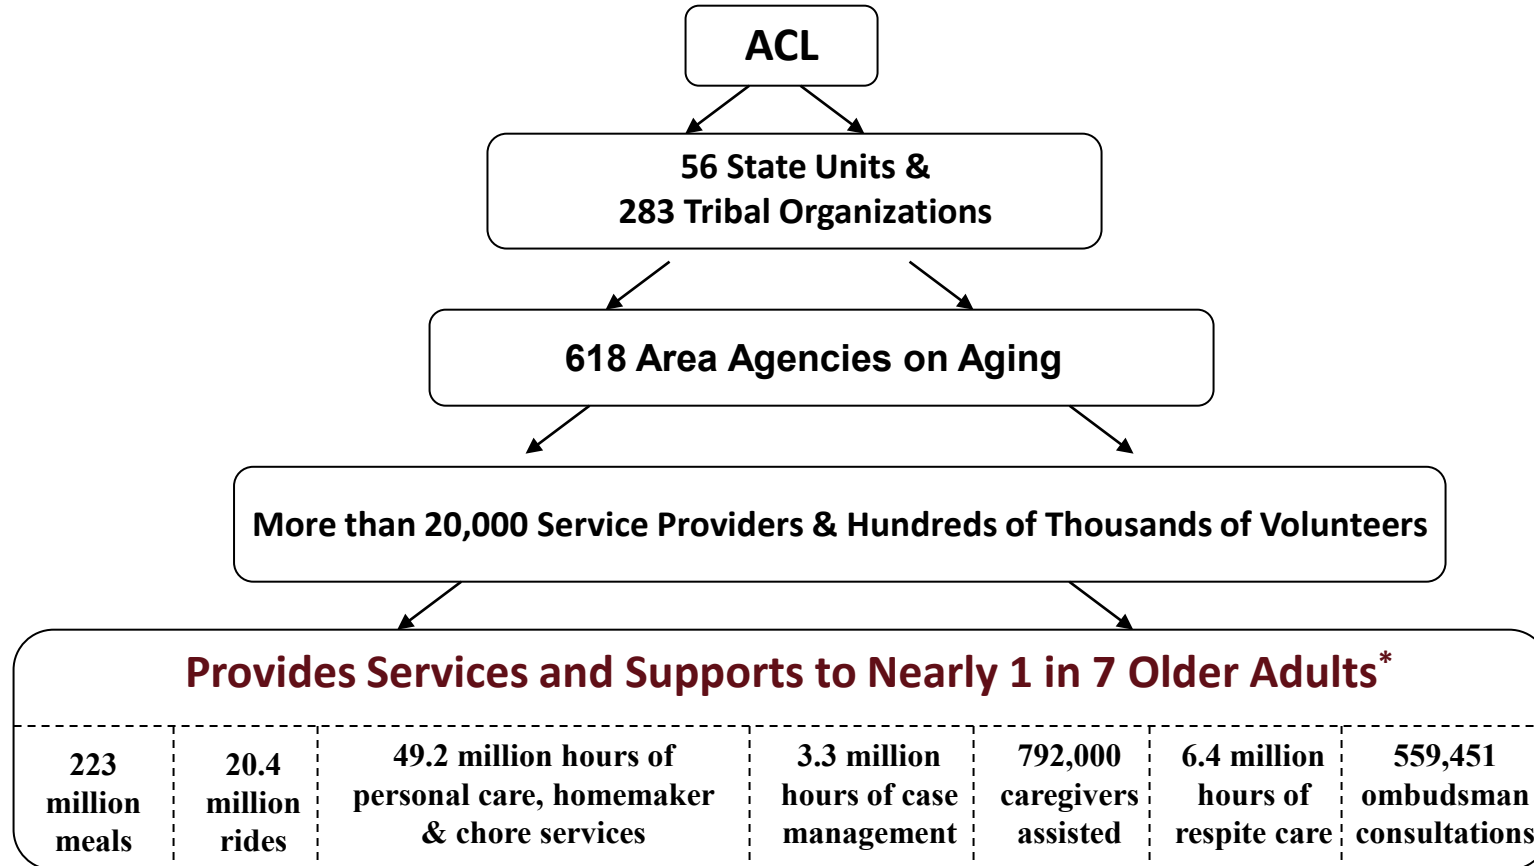 ACL
56 State Units &
283 Tribal Organizations
618 Area Agencies on Aging
More than 20,000 Service Providers & Hundreds of Thousands of Volunteers
Provides Services and Supports to Nearly 1 in 7 Older Adults*
223
million
meals
20.4
million
rides
49.2 million hours of
personal care, homemaker
& chore services
3.3 million
hours of case
management
792,000
caregivers
assisted
6.4 million
hours of
respite care
559,451
ombudsman
consultations